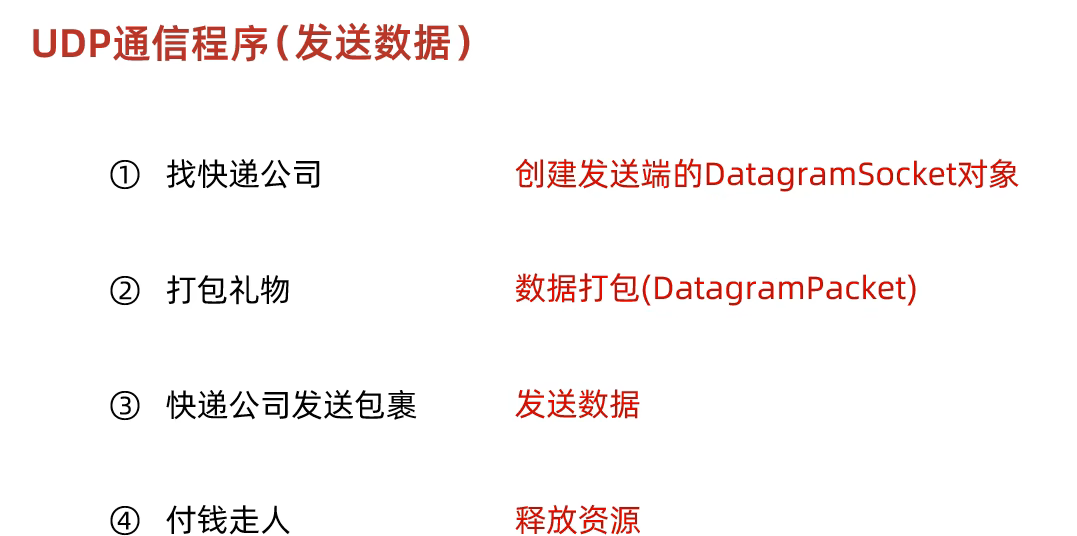 UDP通信程序(发送数据)
① 找快递公司 创建发送端的DatagramSocket对象
② 打包礼物 数据打包(DatagramPacket)
③ 快递公司发送包裹 发送数据
④ 付钱走人 释放资源